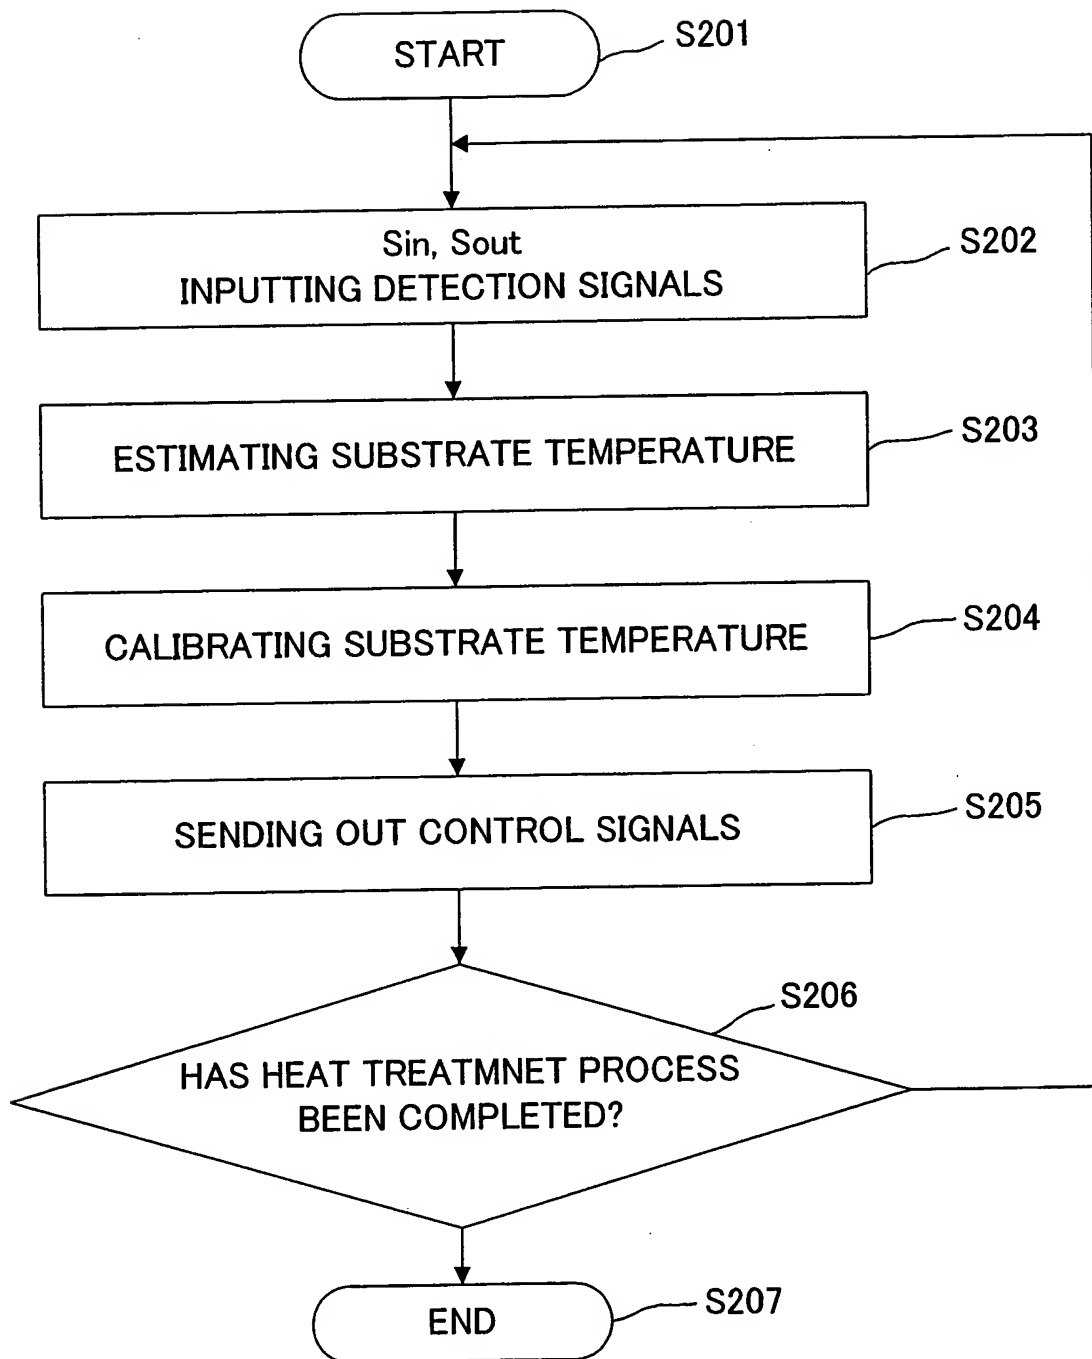 START
S201
Sin, Sout
INPUTTING DETECTION SIGNALS
S202
ESTIMATING SUBSTRATE TEMPERATURE
S203
CALIBRATING SUBSTRATE TEMPERATURE
S204
SENDING OUT CONTROL SIGNALS
S205
S206
HAS HEAT TREATMNET PROCESS
BEEN COMPLETED?
END
S207